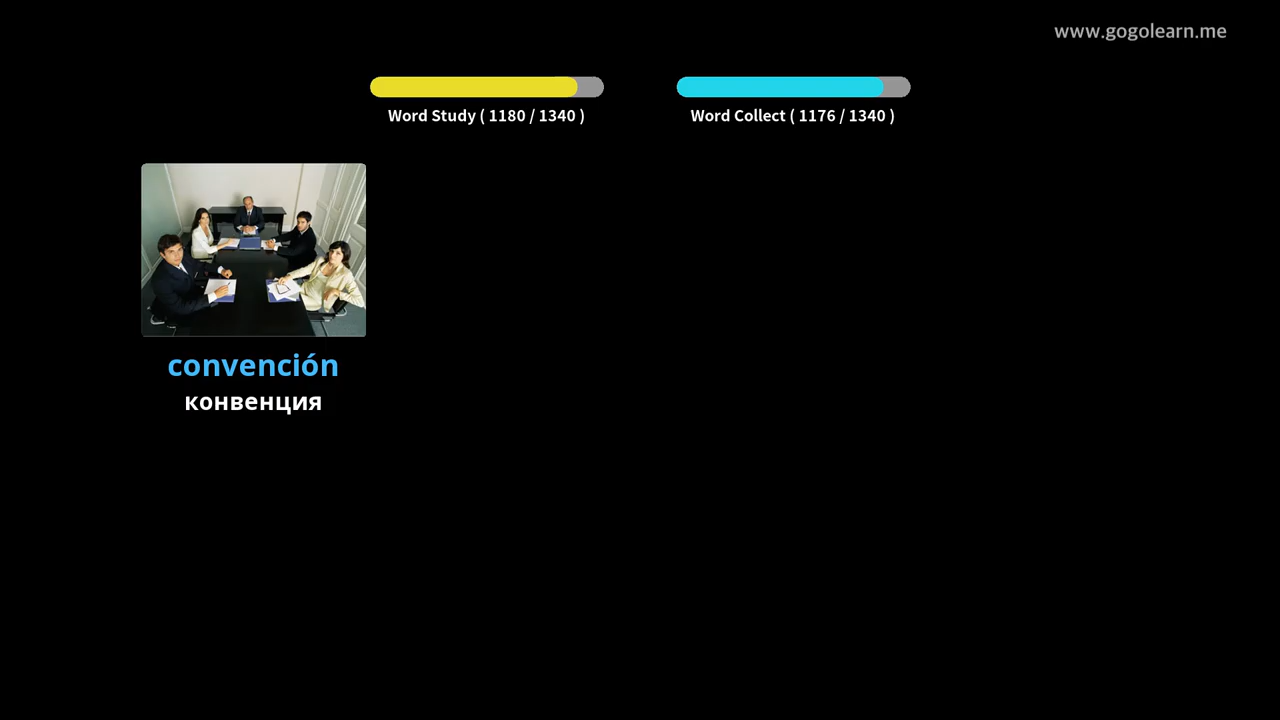 www.gogolearn.me
Word Study ( 1180 / 1340 )
Word Collect ( 1176 / 1340 )
convención
конвенция